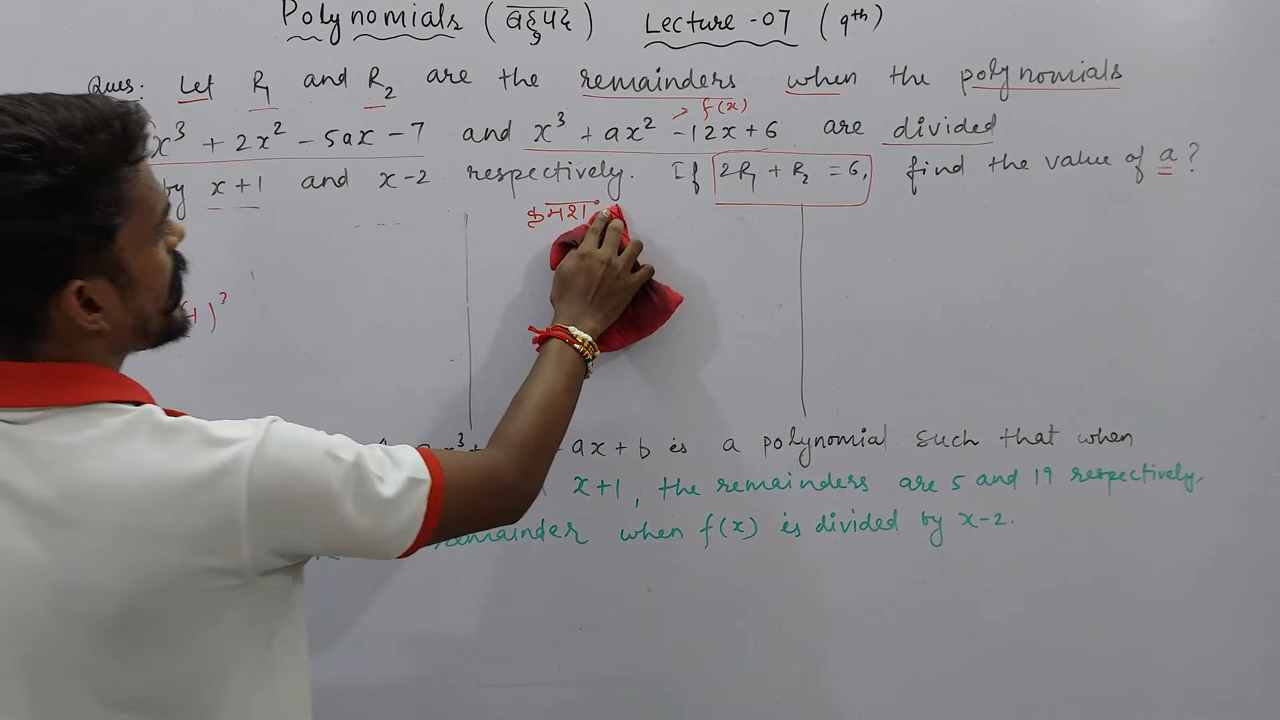 Polynomials (बहुपद) Lecture -07 (9th)
Ques: Let R₁ and R₂ are the remainders when the polynomials
→ f(x)
x³ + 2x² - 5ax - 7 and x³ + ax² - 12x + 6 are divided
by x + 1 and x - 2 respectively. If 2R₁ + R₂ = 6, find the value of a?
क्रमशः
)³
x³ + ax + b is a polynomial such that when
x+1, the remainders are 5 and 19 respectively.
remainder when f(x) is divided by x-2.